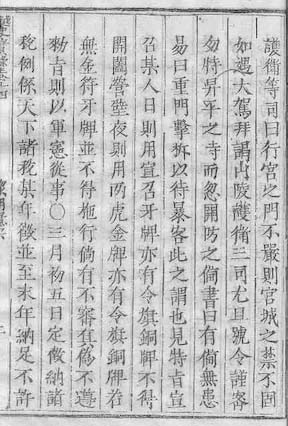 護衛等司曰行宮之門不嚴則宮城之禁不固
如遇大駕拜謁山陵護衛三司尤且號令謹密
勿特昇平之寺而忽開防之倘書曰有備無患
易曰重門擊柝以待暴客此之謂也見特旨宣
召某人日則用宣召牙牌亦有令旗銅牌不得
開闔營壁夜則用兩虎金牌亦有令旗銅牌若
無金符牙牌並不得拖行倘有不審眞僞不遵
勅旨則以軍憲從事〇三月初五日定徵納諸
稅例係天下諸稅某年徵並至末年納足不許